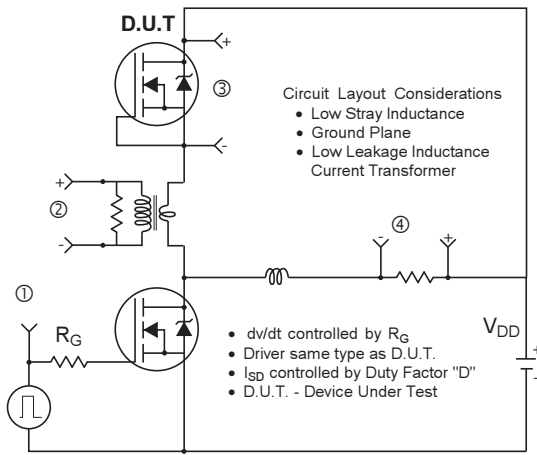 D.U.T
+
③
-
Circuit Layout Considerations
• Low Stray Inductance
• Ground Plane
• Low Leakage Inductance
Current Transformer
+
②
-
-
④
+
①
R_G
V_DD
+
-
• dv/dt controlled by R_G
• Driver same type as D.U.T.
• I_SD controlled by Duty Factor "D"
• D.U.T. - Device Under Test